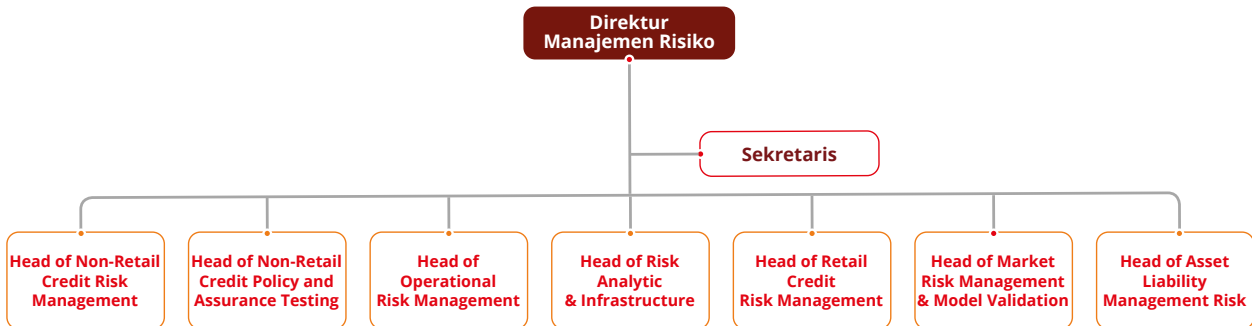 Direktur
Manajemen Risiko
Sekretaris
Head of Non-Retail
Credit Risk
Management
Head of Non-Retail
Credit Policy and
Assurance Testing
Head of
Operational
Risk Management
Head of Risk
Analytic
& Infrastructure
Head of Retail
Credit
Risk Management
Head of Market
Risk Management
& Model Validation
Head of Asset
Liability
Management Risk